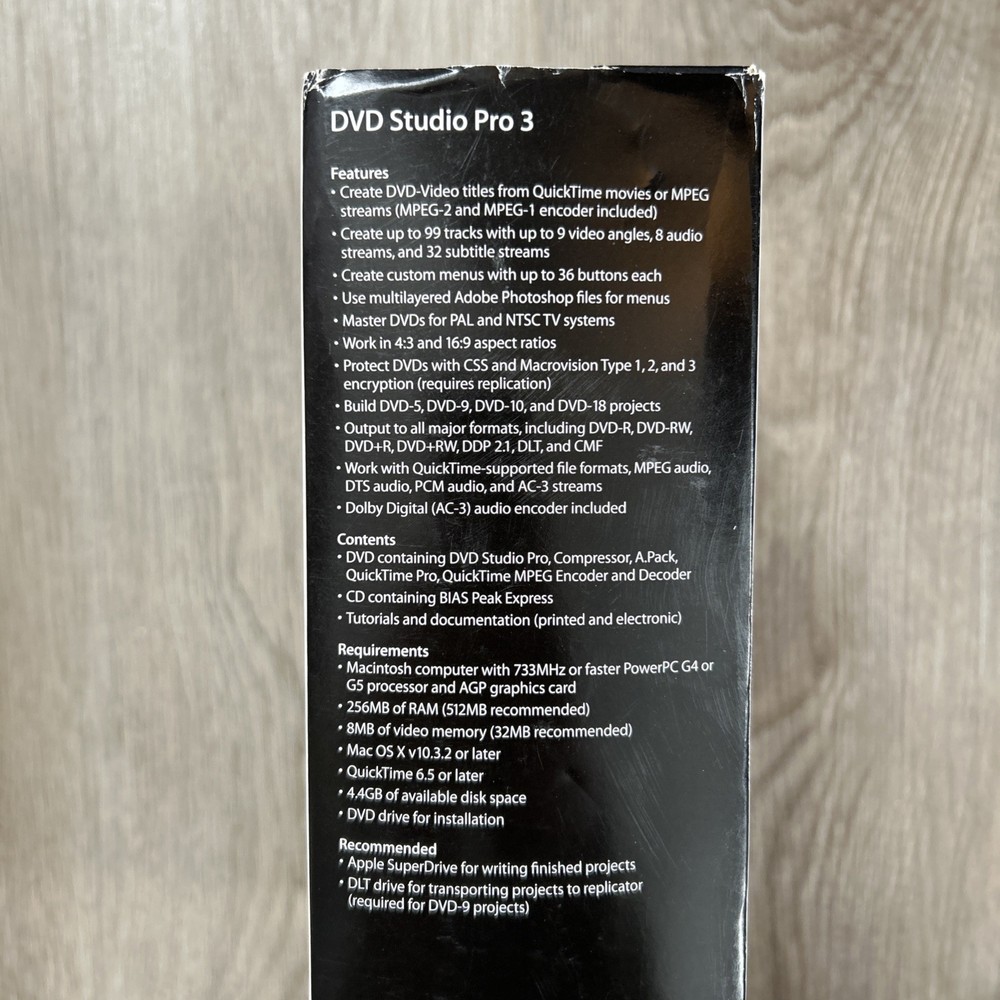 DVD Studio Pro 3
Features
• Create DVD-Video titles from QuickTime movies or MPEG
streams (MPEG-2 and MPEG-1 encoder included)
• Create up to 99 tracks with up to 9 video angles, 8 audio
streams, and 32 subtitle streams
• Create custom menus with up to 36 buttons each
• Use multilayered Adobe Photoshop files for menus
• Master DVDs for PAL and NTSC TV systems
• Work in 4:3 and 16:9 aspect ratios
• Protect DVDs with CSS and Macrovision Type 1, 2, and 3
encryption (requires replication)
• Build DVD-5, DVD-9, DVD-10, and DVD-18 projects
• Output to all major formats, including DVD-R, DVD-RW,
DVD+R, DVD+RW, DDP 2.1, DLT, and CMF
• Work with QuickTime-supported file formats, MPEG audio,
DTS audio, PCM audio, and AC-3 streams
• Dolby Digital (AC-3) audio encoder included
Contents
• DVD containing DVD Studio Pro, Compressor, A.Pack,
QuickTime Pro, QuickTime MPEG Encoder and Decoder
• CD containing BIAS Peak Express
• Tutorials and documentation (printed and electronic)
Requirements
• Macintosh computer with 733MHz or faster PowerPC G4 or
G5 processor and AGP graphics card
• 256MB of RAM (512MB recommended)
• 8MB of video memory (32MB recommended)
• Mac OS X v10.3.2 or later
• QuickTime 6.5 or later
• 4.4GB of available disk space
• DVD drive for installation
Recommended
• Apple SuperDrive for writing finished projects
• DLT drive for transporting projects to replicator
(required for DVD-9 projects)